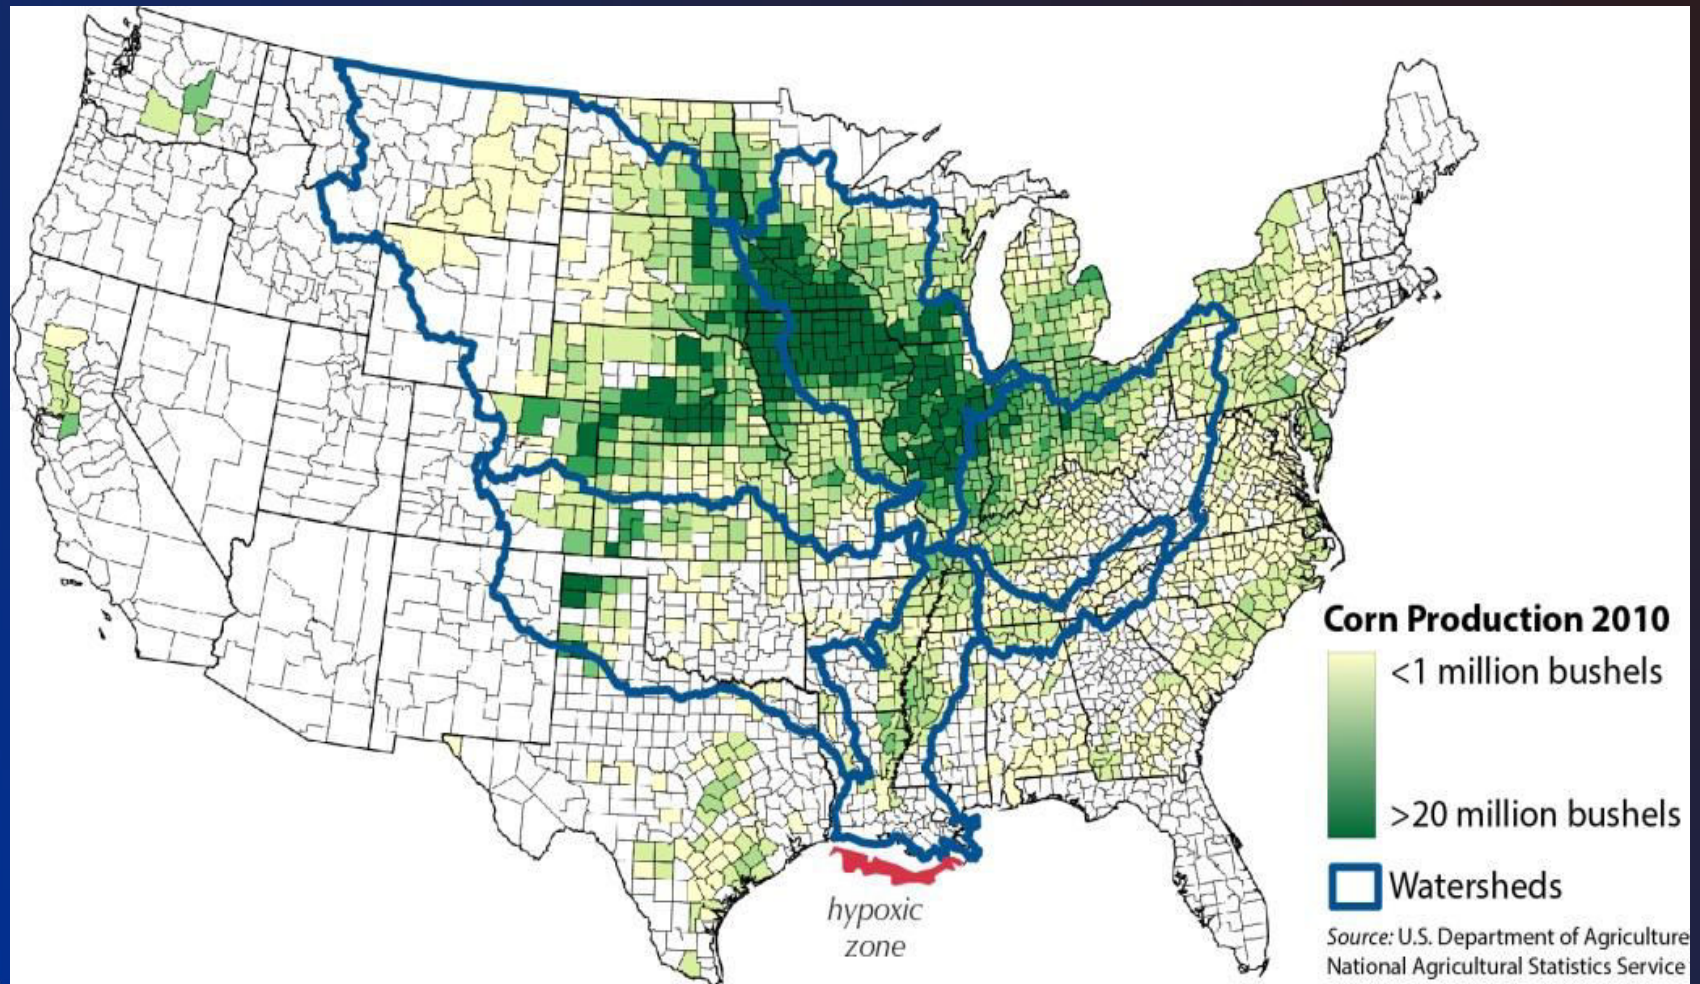 Corn Production 2010
<1 million bushels
>20 million bushels
Watersheds
Source: U.S. Department of Agriculture
National Agricultural Statistics Service
hypoxic
zone